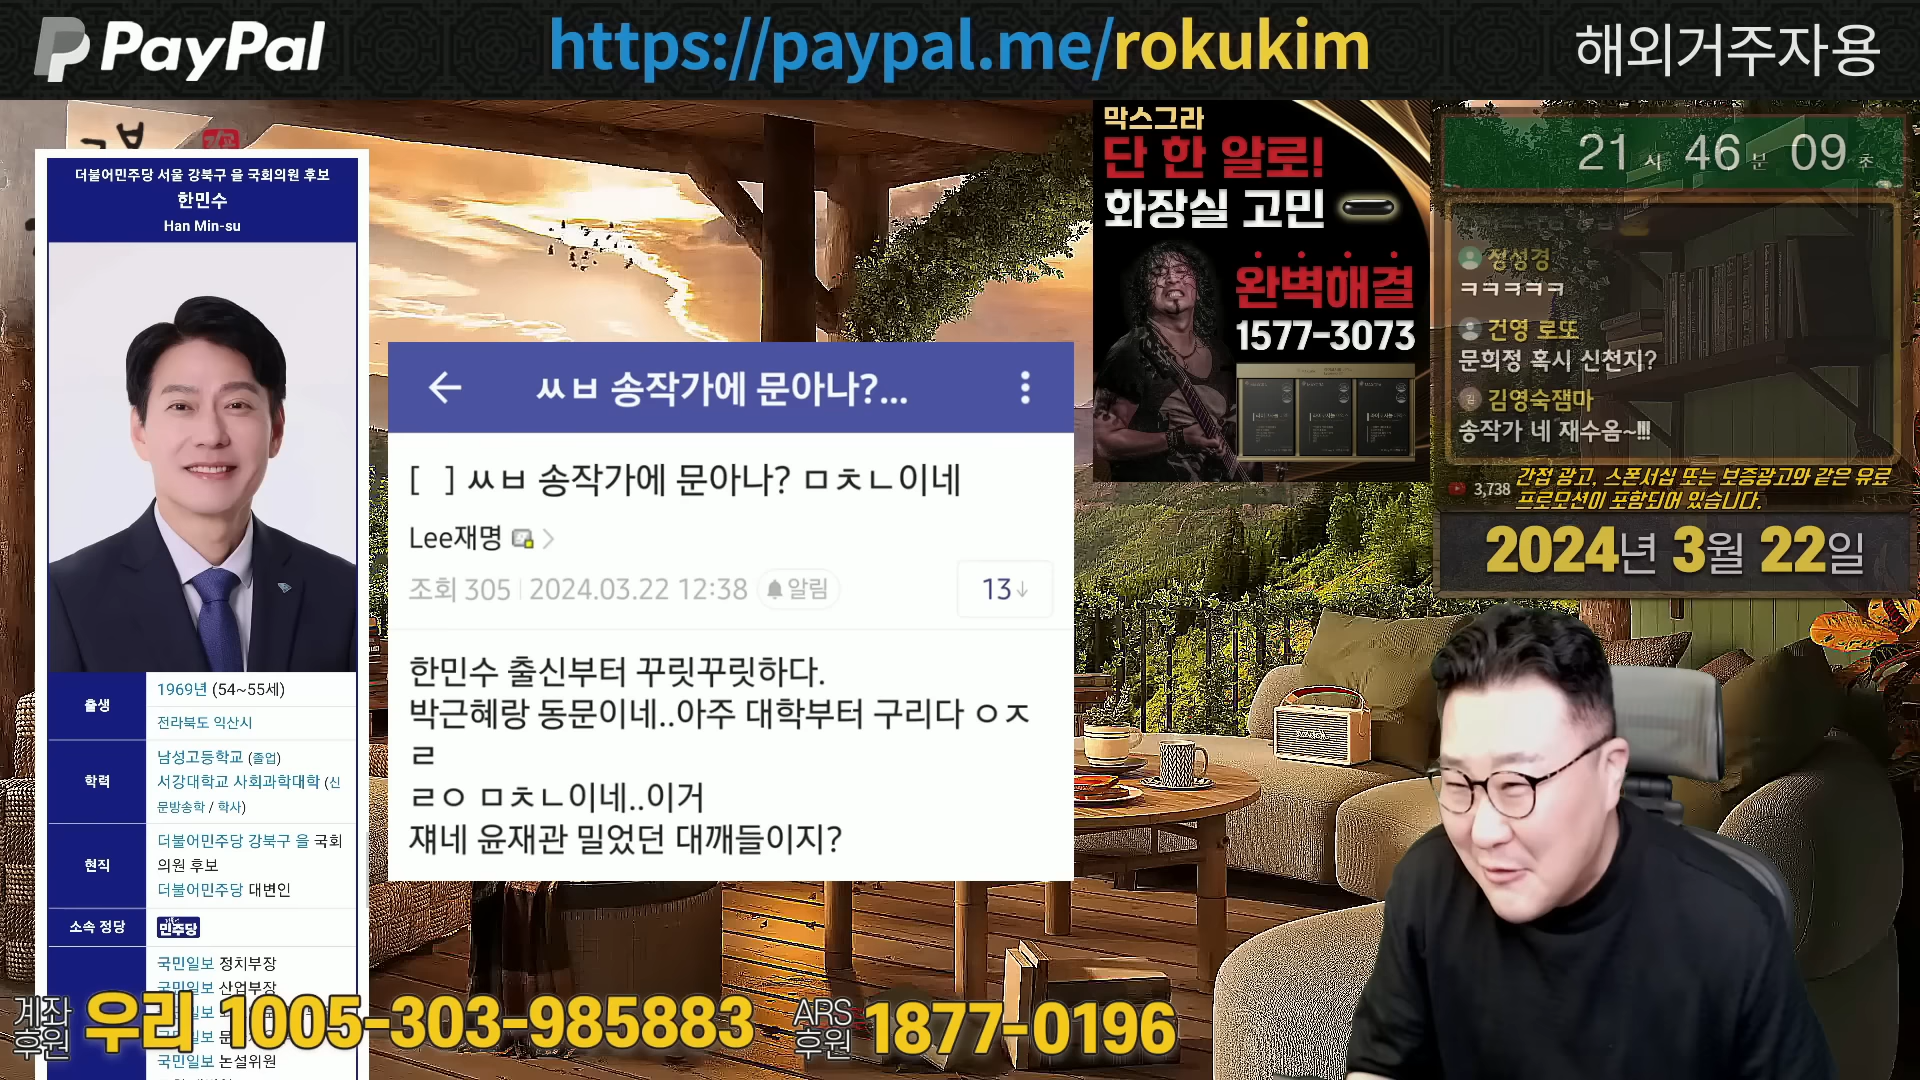 PayPal
https://paypal.me/rokukim
해외거주자용
더불어민주당 서울 강북구 을 국회의원 후보
한민수
Han Min-su
출생
1969년 (54~55세)
전라북도 익산시
학력
남성고등학교 (졸업)
서강대학교 사회과학대학 (신
문방송학 / 학사)
현직
더불어민주당 강북구 을 국회
의원 후보
더불어민주당 대변인
소속 정당
민주당
국민일보 정치부장
국민일보 산업부장
국민일보 논설위원
ㅆㅂ 송작가에 문아나?...
[ ] ㅆㅂ 송작가에 문아나? ㅁㅊㄴ이네
Lee재명
조회 305 2024.03.22 12:38 알림
13↓
한민수 출신부터 꾸릿꾸릿하다.
박근혜랑 동문이네..아주 대학부터 구리다 ㅇㅈ
ㄹ
ㄹㅇ ㅁㅊㄴ이네..이거
쟤네 윤재관 밀었던 대깨들이지?
막스그라
단 한 알로!
화장실 고민
완벽해결
1577-3073
21 시 46 분 09 초
정성경
ㅋㅋㅋㅋㅋ
건영 로또
문희정 혹시 신천지?
김영숙잼마
송작가 네 재수옴~!!!
3,738
간접 광고, 스폰서십 또는 보증광고와 같은 유료
프로모션이 포함되어 있습니다.
2024년 3월 22일
계좌
후원
우리 1005-303-985883
ARS
후원
1877-0196